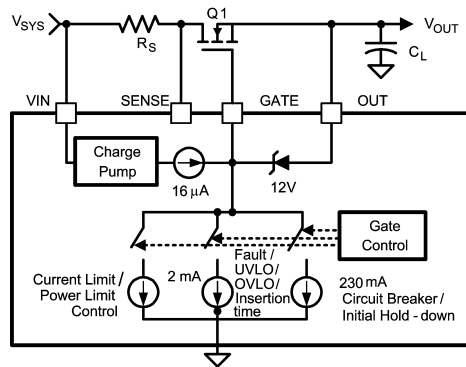 Q1
VSYS
RS
VOUT
CL
VIN
SENSE
GATE
OUT
Charge
Pump
16 μA
12V
Gate
Control
Current Limit /
Power Limit
Control
2 mA
Fault /
UVLO /
OVLO /
Insertion
time
230 mA
Circuit Breaker /
Initial Hold - down